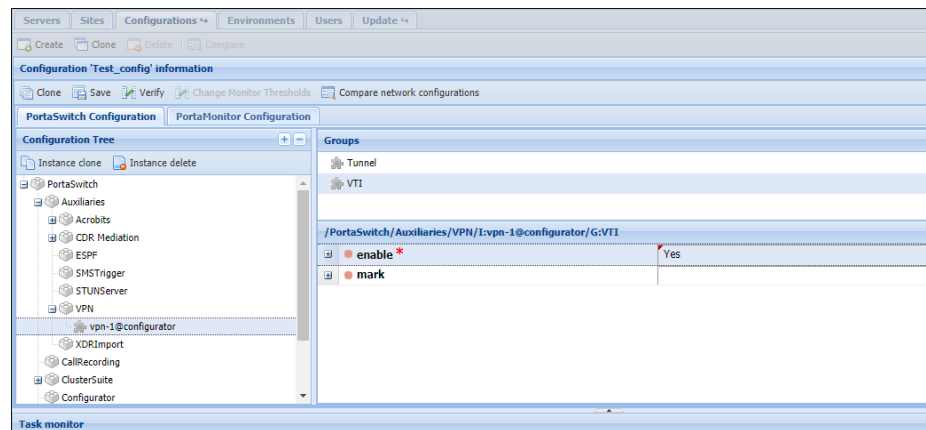 Servers Sites Configurations ↪ Environments Users Update ↪
Create Clone Delete Compare
Configuration 'Test_config' information
Clone Save Verify Change Monitor Thresholds Compare network configurations
PortaSwitch Configuration PortaMonitor Configuration
Configuration Tree
Instance clone Instance delete
PortaSwitch
Auxiliaries
Acrobits
CDR Mediation
ESPF
SMSTrigger
STUNServer
VPN
vpn-1@configurator
XDRImport
CallRecording
ClusterSuite
Configurator
Groups
Tunnel
VTI
/PortaSwitch/Auxiliaries/VPN/I:vpn-1@configurator/G:VTI
enable * Yes
mark
Task monitor